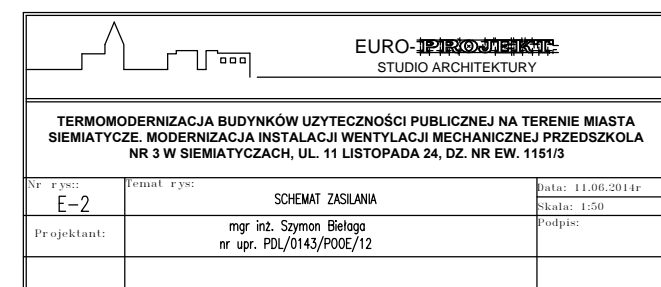 EURO-PROJEKT
STUDIO ARCHITEKTURY
TERMOMODERNIZACJA BUDYNKÓW UZYTECZNOŚCI PUBLICZNEJ NA TERENIE MIASTA
SIEMIATYCZE. MODERNIZACJA INSTALACJI WENTYLACJI MECHANICZNEJ PRZEDSZKOLA
NR 3 W SIEMIATYCZACH, UL. 11 LISTOPADA 24, DZ. NR EW. 1151/3
Nr rys:: Temat rys: Data: 11.06.2014r
E-2 SCHEMAT ZASILANIA
Skala: 1:50
Projektant: mgr inż. Szymon Biełaga Podpis:
nr upr. PDL/0143/POOE/12